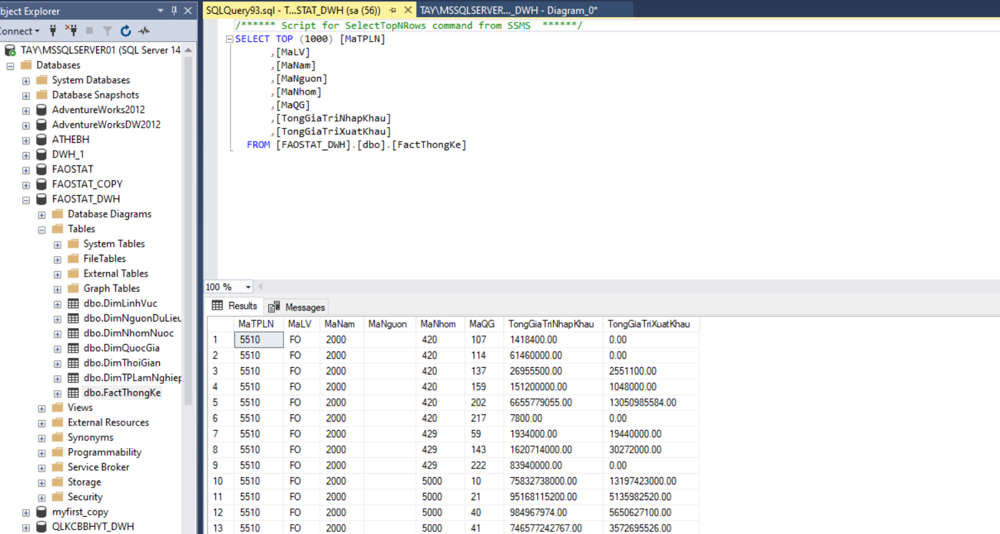 bject Explorer
Connect
TAY\MSSQLSERVER01 (SQL Server 14
Databases
System Databases
Database Snapshots
AdventureWorks2012
AdventureWorksDW2012
ATHEBH
DWH_1
FAOSTAT
FAOSTAT_COPY
FAOSTAT_DWH
Database Diagrams
Tables
System Tables
FileTables
External Tables
Graph Tables
dbo.DimLinhVuc
dbo.DimNguonDuLieu
dbo.DimNhomNuoc
dbo.DimQuocGia
dbo.DimThoiGian
dbo.DimTPLamNghiep
dbo.FactThongKe
Views
External Resources
Synonyms
Programmability
Service Broker
Storage
Security
myfirst_copy
QLKCBBHYT_DWH
SQLQuery93.sql - T...STAT_DWH (sa (56)) TAY\MSSQLSERVER..._DWH - Diagram_0*
/****** Script for SelectTopNRows command from SSMS ******/
SELECT TOP (1000) [MaTPLN]
,[MaLV]
,[MaNam]
,[MaNguon]
,[MaNhom]
,[MaQG]
,[TongGiaTriNhapKhau]
,[TongGiaTriXuatKhau]
FROM [FAOSTAT_DWH].[dbo].[FactThongKe]
100 %
Results Messages
MaTPLN MaLV MaNam MaNguon MaNhom MaQG TongGiaTriNhapKhau TongGiaTriXuatKhau
1 5510 FO 2000 420 107 1418400.00 0.00
2 5510 FO 2000 420 114 61460000.00 0.00
3 5510 FO 2000 420 137 26955500.00 2551100.00
4 5510 FO 2000 420 159 151200000.00 1048000.00
5 5510 FO 2000 420 202 6655779055.00 13050985584.00
6 5510 FO 2000 420 217 7800.00 0.00
7 5510 FO 2000 429 59 1934000.00 19440000.00
8 5510 FO 2000 429 143 1620714000.00 30272000.00
9 5510 FO 2000 429 222 83940000.00 0.00
10 5510 FO 2000 5000 10 75832738000.00 13197423000.00
11 5510 FO 2000 5000 21 95168115200.00 5135982520.00
12 5510 FO 2000 5000 40 984967974.00 5650627100.00
13 5510 FO 2000 5000 41 746577242767.00 3572695526.00